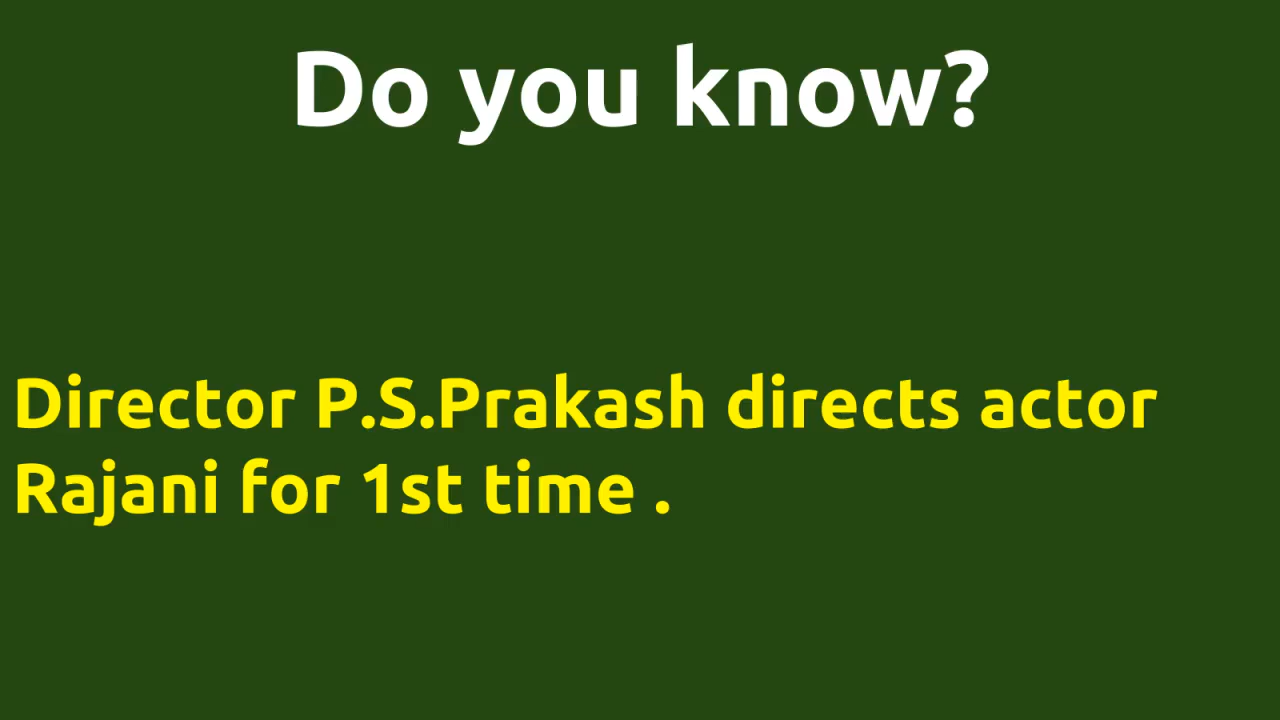 Do you know?
Director P.S.Prakash directs actor
Rajani for 1st time .